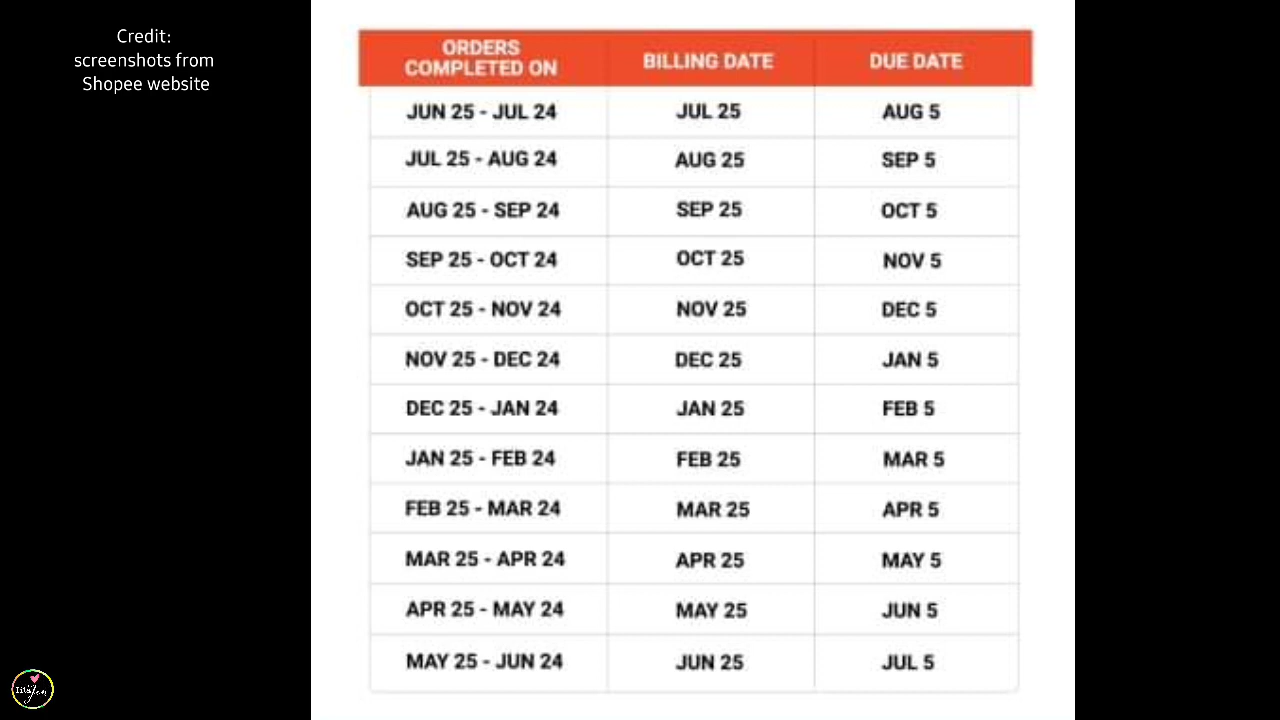 Credit:
screenshots from
Shopee website
ORDERS
COMPLETED ON BILLING DATE DUE DATE
JUN 25 - JUL 24 JUL 25 AUG 5
JUL 25 - AUG 24 AUG 25 SEP 5
AUG 25 - SEP 24 SEP 25 OCT 5
SEP 25 - OCT 24 OCT 25 NOV 5
OCT 25 - NOV 24 NOV 25 DEC 5
NOV 25 - DEC 24 DEC 25 JAN 5
DEC 25 - JAN 24 JAN 25 FEB 5
JAN 25 - FEB 24 FEB 25 MAR 5
FEB 25 - MAR 24 MAR 25 APR 5
MAR 25 - APR 24 APR 25 MAY 5
APR 25 - MAY 24 MAY 25 JUN 5
MAY 25 - JUN 24 JUN 25 JUL 5